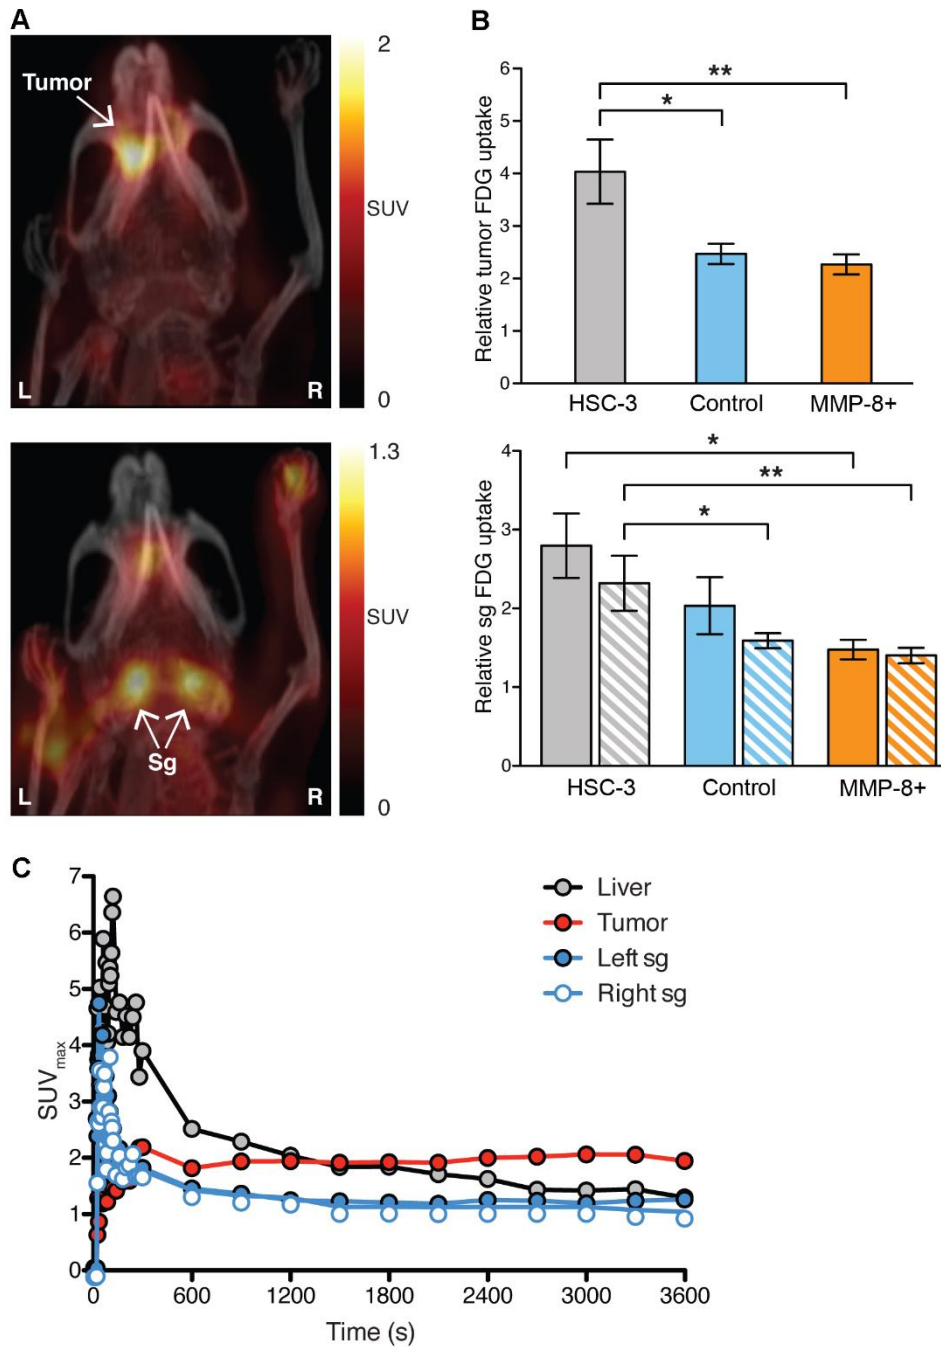 A
Tumor
2
SUV
0
L
R
1.3
SUV
Sg
0
L
R
B
Relative tumor FDG uptake
6
5
4
3
2
1
0
**
*
HSC-3
Control
MMP-8+
Relative sg FDG uptake
4
3
2
1
0
*
**
*
HSC-3
Control
MMP-8+
C
SUVmax
7
6
5
4
3
2
1
0
Liver
Tumor
Left sg
Right sg
0 600 1200 1800 2400 3000 3600
Time (s)